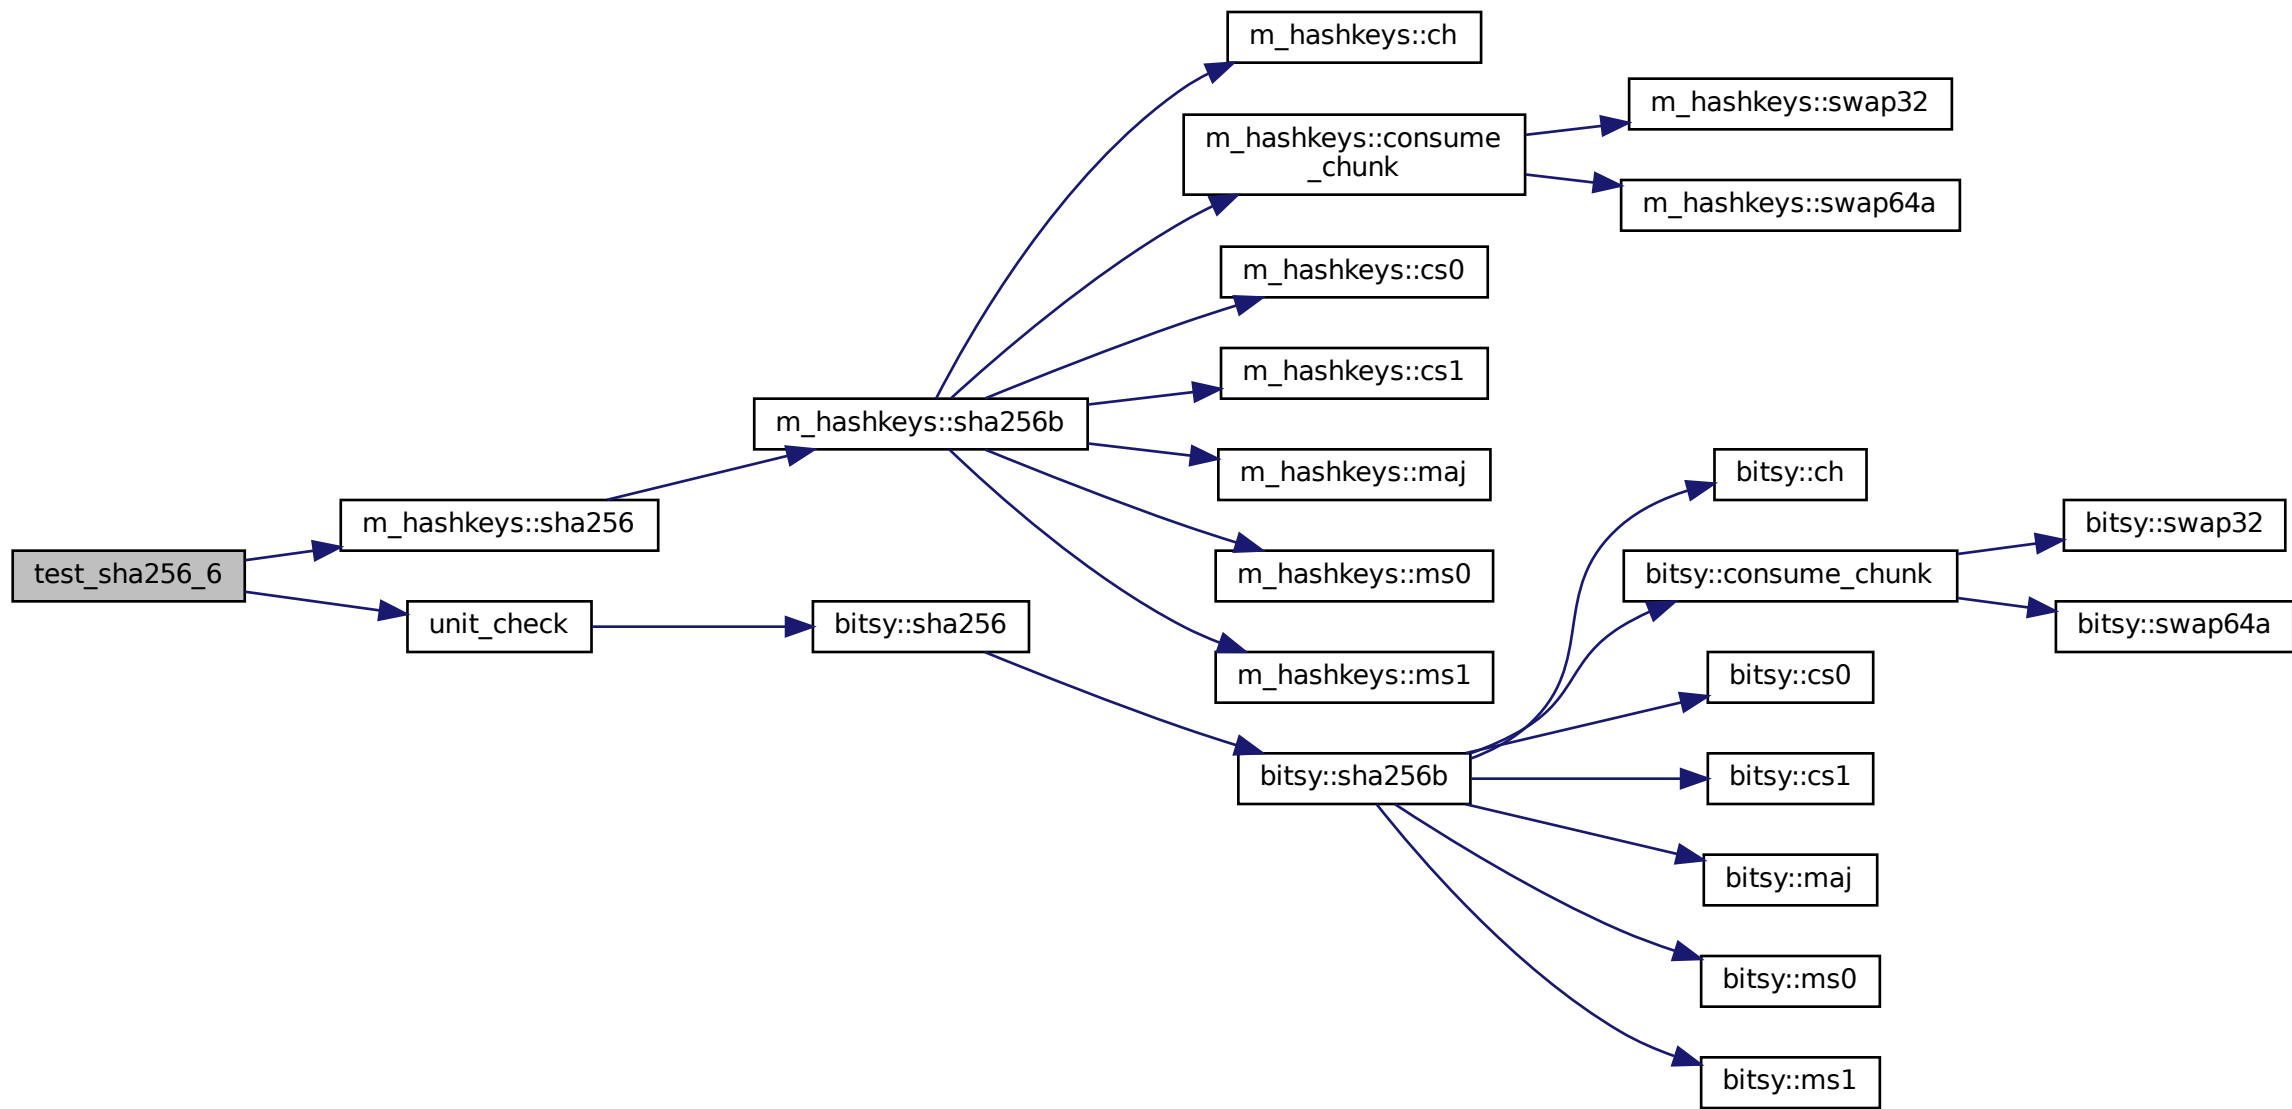 m_hashkeys::ch
m_hashkeys::swap32
m_hashkeys::consume
_chunk
m_hashkeys::swap64a
m_hashkeys::cs0
m_hashkeys::cs1
m_hashkeys::sha256b
m_hashkeys::maj
bitsy::ch
m_hashkeys::sha256
bitsy::swap32
test_sha256_6
m_hashkeys::ms0
bitsy::consume_chunk
unit_check
bitsy::sha256
bitsy::swap64a
m_hashkeys::ms1
bitsy::cs0
bitsy::sha256b
bitsy::cs1
bitsy::maj
bitsy::ms0
bitsy::ms1